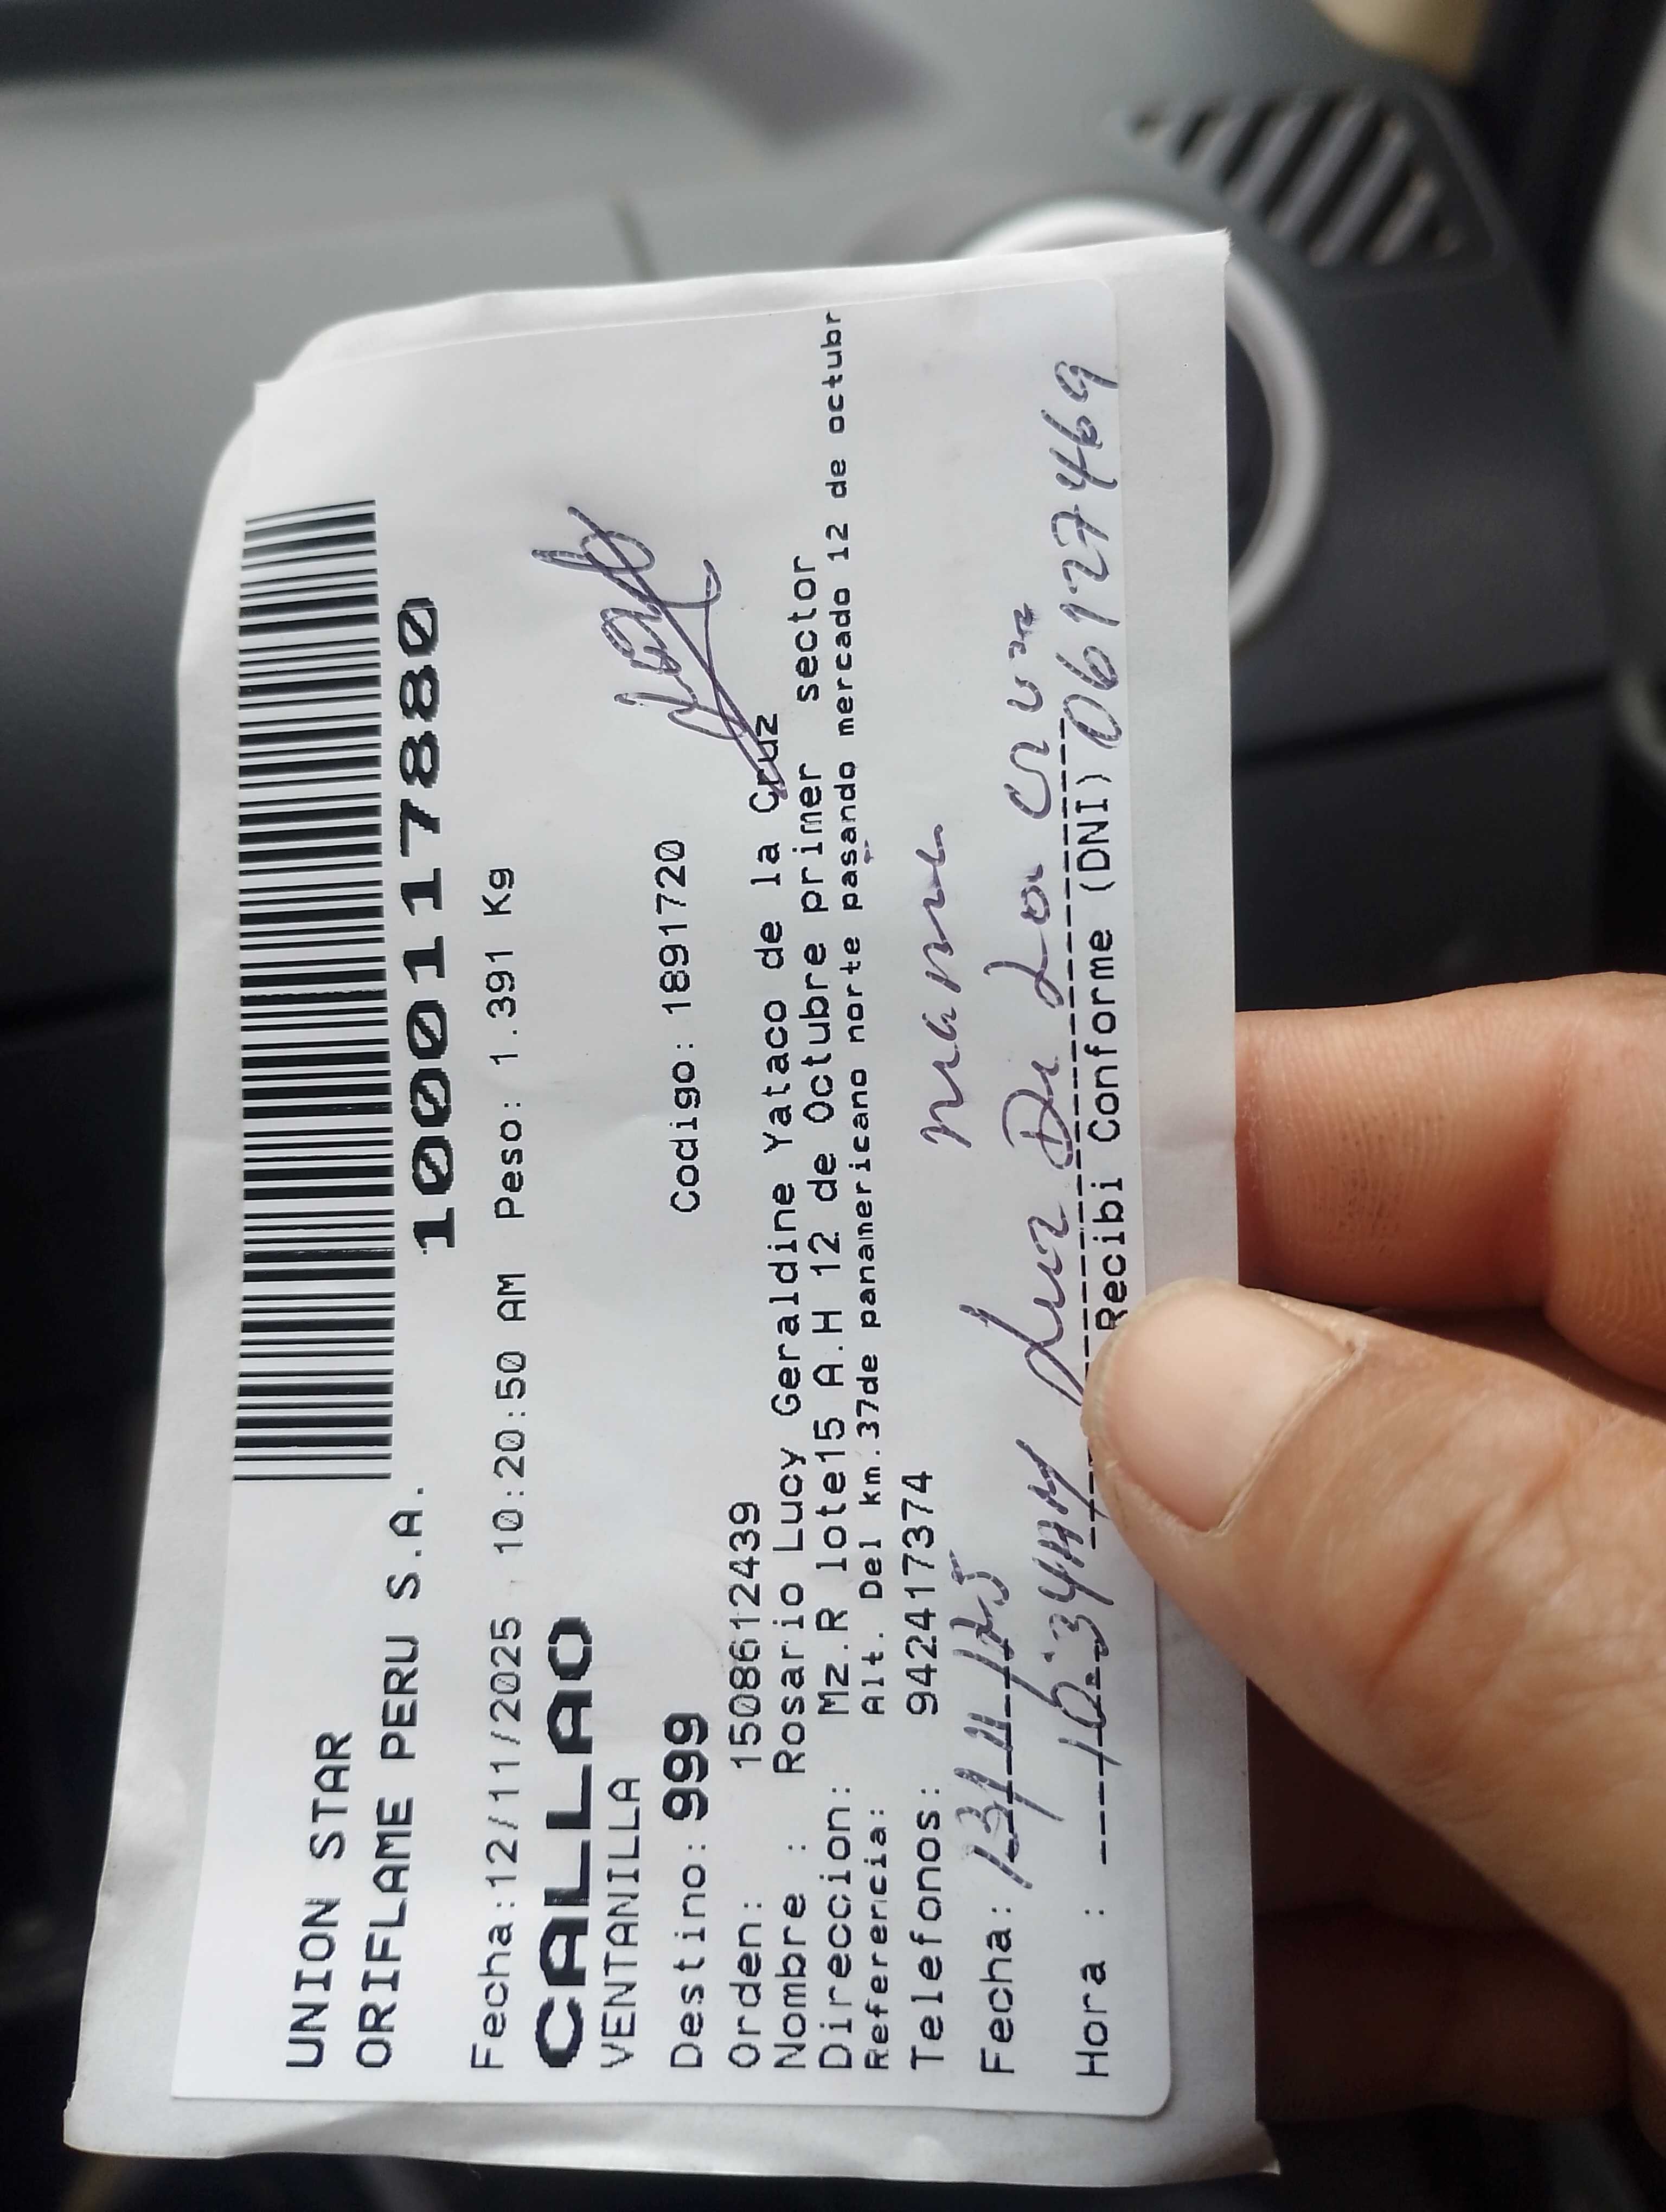 UNION STAR
ORIFLAME PERU S.A.
1000117880
Fecha:12/11/2025 10:20:50 AM Peso: 1.391 Kg
CALLAO
VENTANILLA
Destino: 999 Codigo: 1891720
Orden: 1508612439
Nombre : Rosario Lucy Geraldine Yataco de la Cruz
Direccion: Mz.R lote15 A.H 12 de Octubre primer sector
Referencia: Alt. Del km.37de panamericano norte pasando mercado 12 de octubr
Telefonos: 942417374
mamá
Fecha: 13/11/25
Luz De La Cruz
Hora : 10:34AM
Recibi Conforme (DNI) 06127469